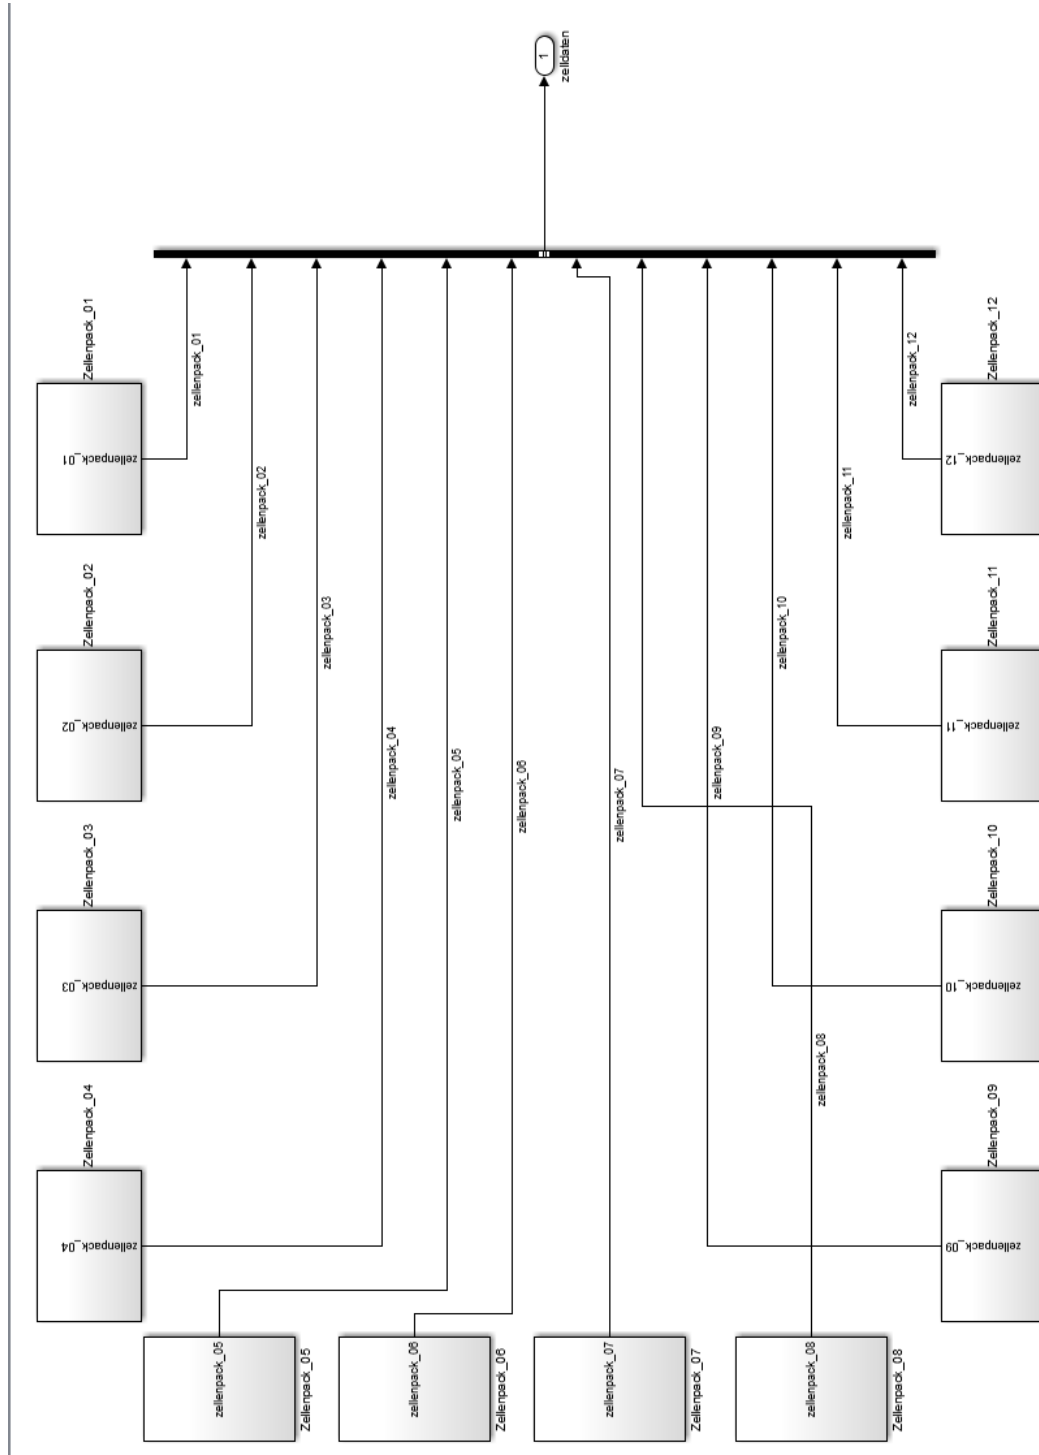 1
zelldaten
Zellenpack_01
zellenpack_01
zellenpack_01
Zellenpack_02
zellenpack_02
zellenpack_02
Zellenpack_03
zellenpack_03
zellenpack_03
Zellenpack_04
zellenpack_04
zellenpack_04
zellenpack_05
zellenpack_05
Zellenpack_05
zellenpack_06
zellenpack_06
Zellenpack_06
zellenpack_07
zellenpack_07
Zellenpack_07
zellenpack_08
zellenpack_08
Zellenpack_08
zellenpack_09
Zellenpack_09
zellenpack_09
zellenpack_10
Zellenpack_10
zellenpack_10
zellenpack_11
Zellenpack_11
zellenpack_11
zellenpack_12
Zellenpack_12
zellenpack_12